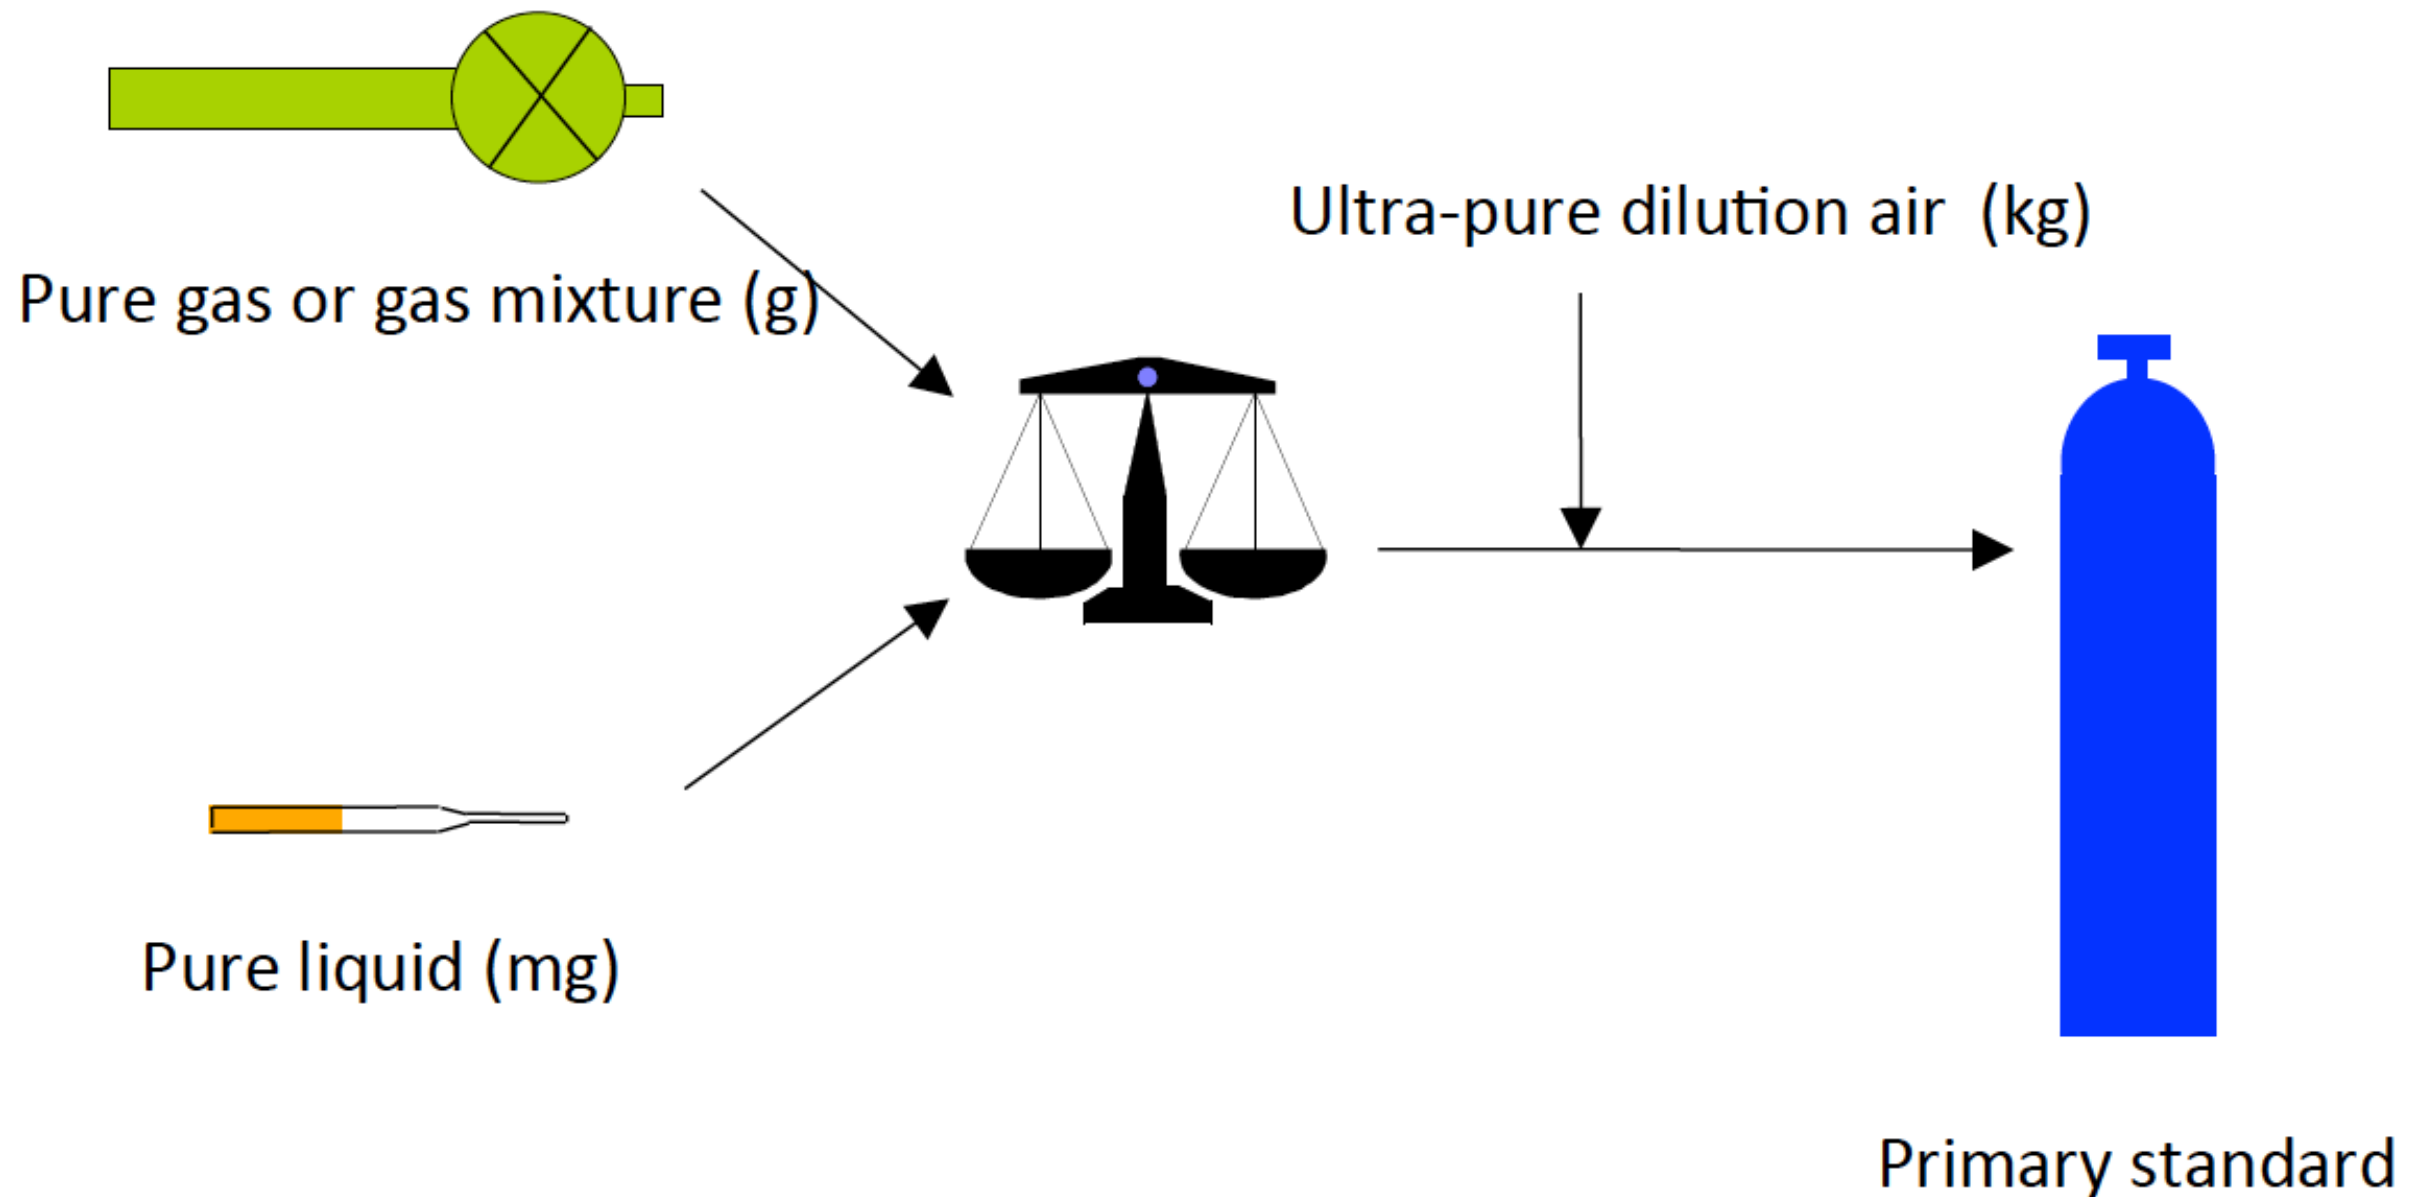 Ultra-pure dilution air (kg)
Pure gas or gas mixture (g)
Pure liquid (mg)
Primary standard